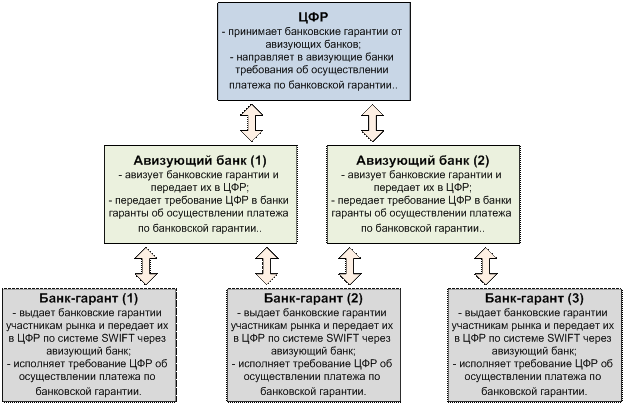 ЦФР
- принимает банковские гарантии от
авизующих банков;
- направляет в авизующие банки
требования об осуществлении
платежа по банковской гарантии..
Авизующий банк (1)
- авизует банковские гарантии и
передает их в ЦФР;
- передает требование ЦФР в банки
гаранты об осуществлении платежа
по банковской гарантии..
Авизующий банк (2)
- авизует банковские гарантии и
передает их в ЦФР;
- передает требование ЦФР в банки
гаранты об осуществлении платежа
по банковской гарантии..
Банк-гарант (1)
- выдает банковские гарантии
участникам рынка и передает их
в ЦФР по системе SWIFT через
авизующий банк;
- исполняет требование ЦФР об
осуществлении платежа по
банковской гарантии.
Банк-гарант (2)
- выдает банковские гарантии
участникам рынка и передает их
в ЦФР по системе SWIFT через
авизующий банк;
- исполняет требование ЦФР об
осуществлении платежа по
банковской гарантии.
Банк-гарант (3)
- выдает банковские гарантии
участникам рынка и передает их
в ЦФР по системе SWIFT через
авизующий банк;
- исполняет требование ЦФР об
осуществлении платежа по
банковской гарантии.